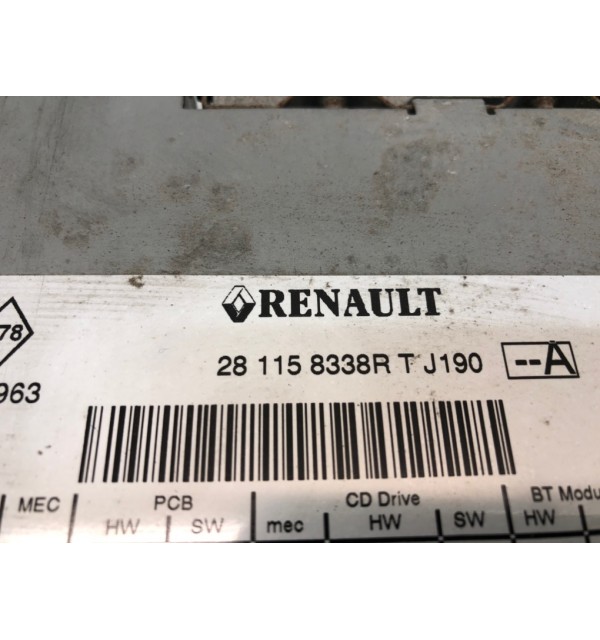 RENAULT
78
28 115 8338R T J190 --A
963
MEC PCB CD Drive BT Modu
HW SW mec HW SW HW